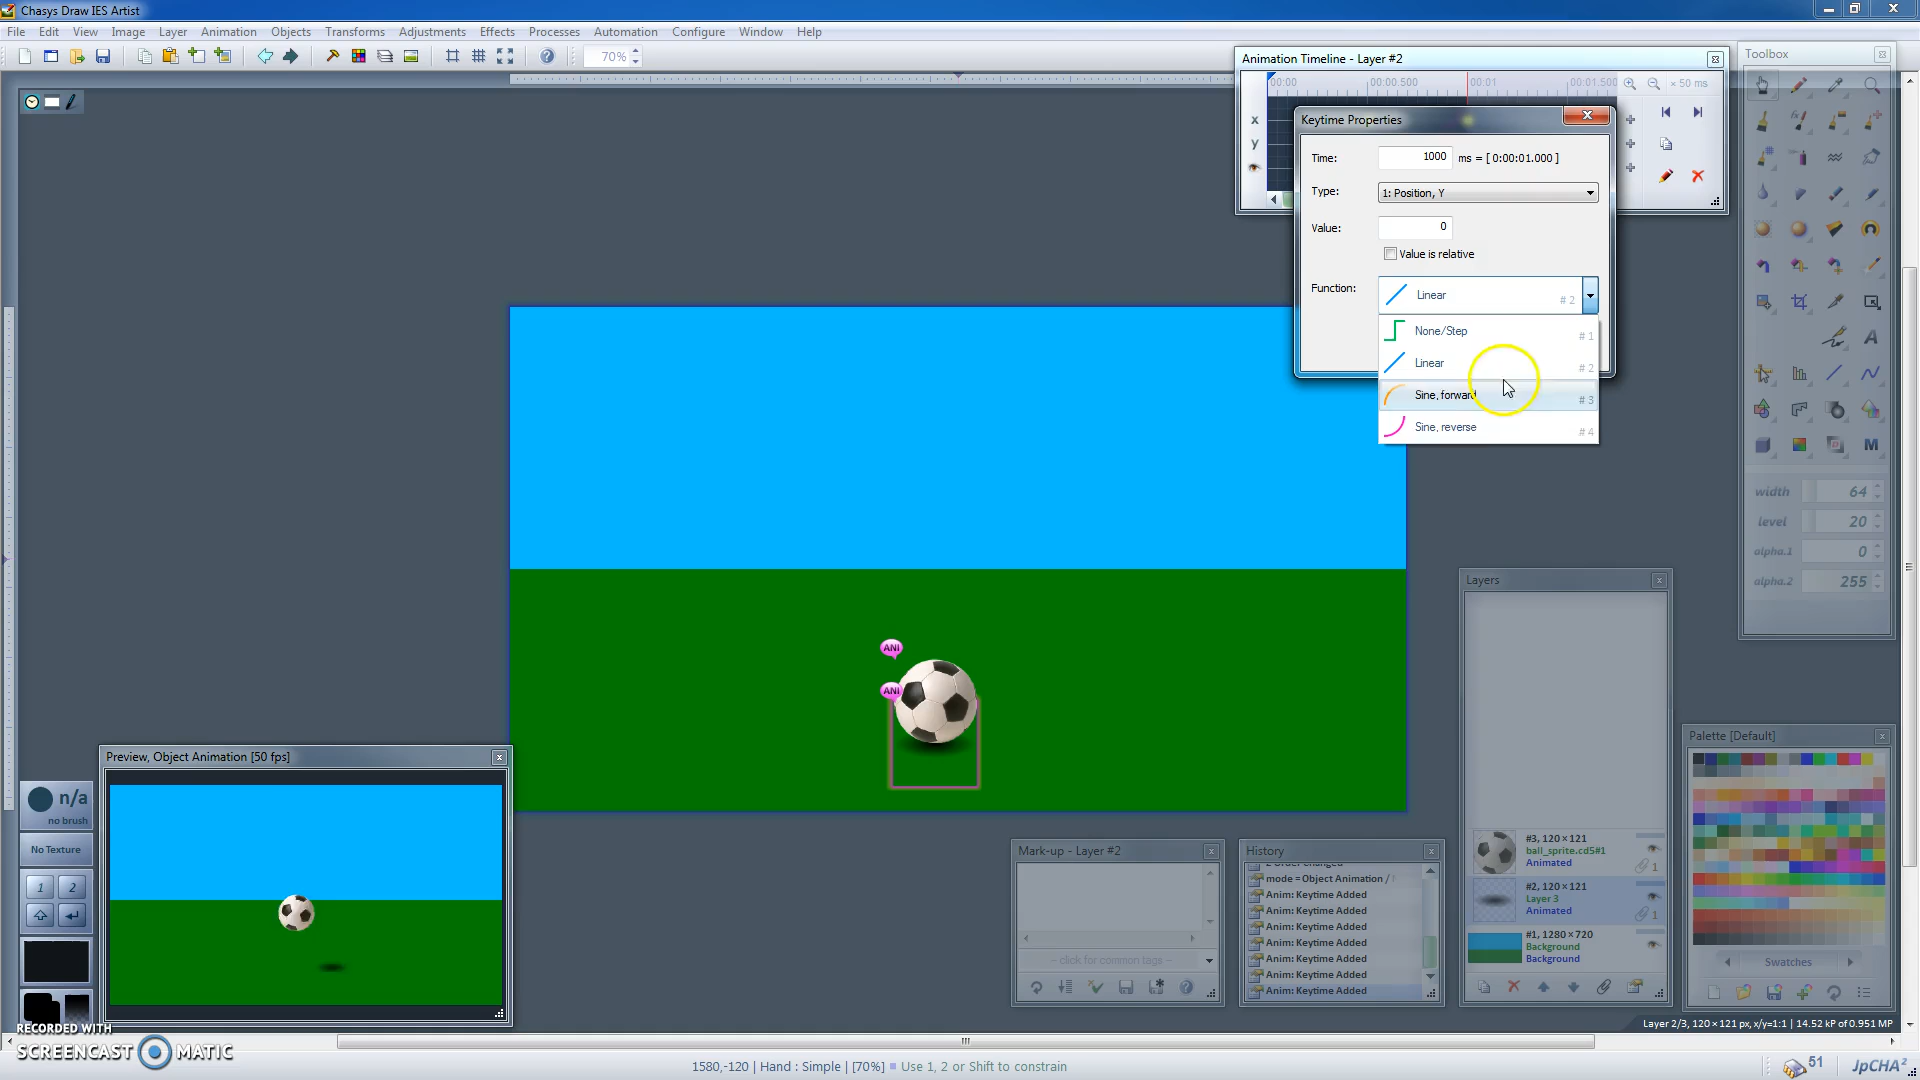 Chasys Draw IES Artist
File Edit View Image Layer Animation Objects Transforms Adjustments Effects Processes Automation Configure Window Help
70%
Animation Timeline - Layer #2
00:00 00:00.500 00:01 00:01.500 × 50 ms
x
y
Keytime Properties
Time: 1000 ms = [ 0:00:01.000 ]
Type: 1: Position, Y
Value: 0
Value is relative
Function: Linear # 2
None/Step # 1
Linear # 2
Sine, forward # 3
Sine, reverse # 4
Toolbox
A
M
width 64
level 20
alpha.1 0
alpha.2 255
ANI
ANI
Preview, Object Animation [50 fps]
n/a
no brush
No Texture
1 2
Mark-up - Layer #2
-- click for common tags --
History
mode =Object Animation /
Anim: Keytime Added
Anim: Keytime Added
Anim: Keytime Added
Anim: Keytime Added
Anim: Keytime Added
Anim: Keytime Added
Anim: Keytime Added
Layers
#3, 120×121
ball_sprite.cd5#1
Animated
1
#2, 120×121
Layer 3
Animated
1
#1, 1280×720
Background
Background
Palette [Default]
Swatches
Layer 2/3, 120×121 px, x/y=1:1 | 14.52 kP of 0.951 MP
RECORDED WITH
SCREENCAST MATIC
1580,-120 | Hand : Simple | [70%] Use 1, 2 or Shift to constrain
51
JpCHA²